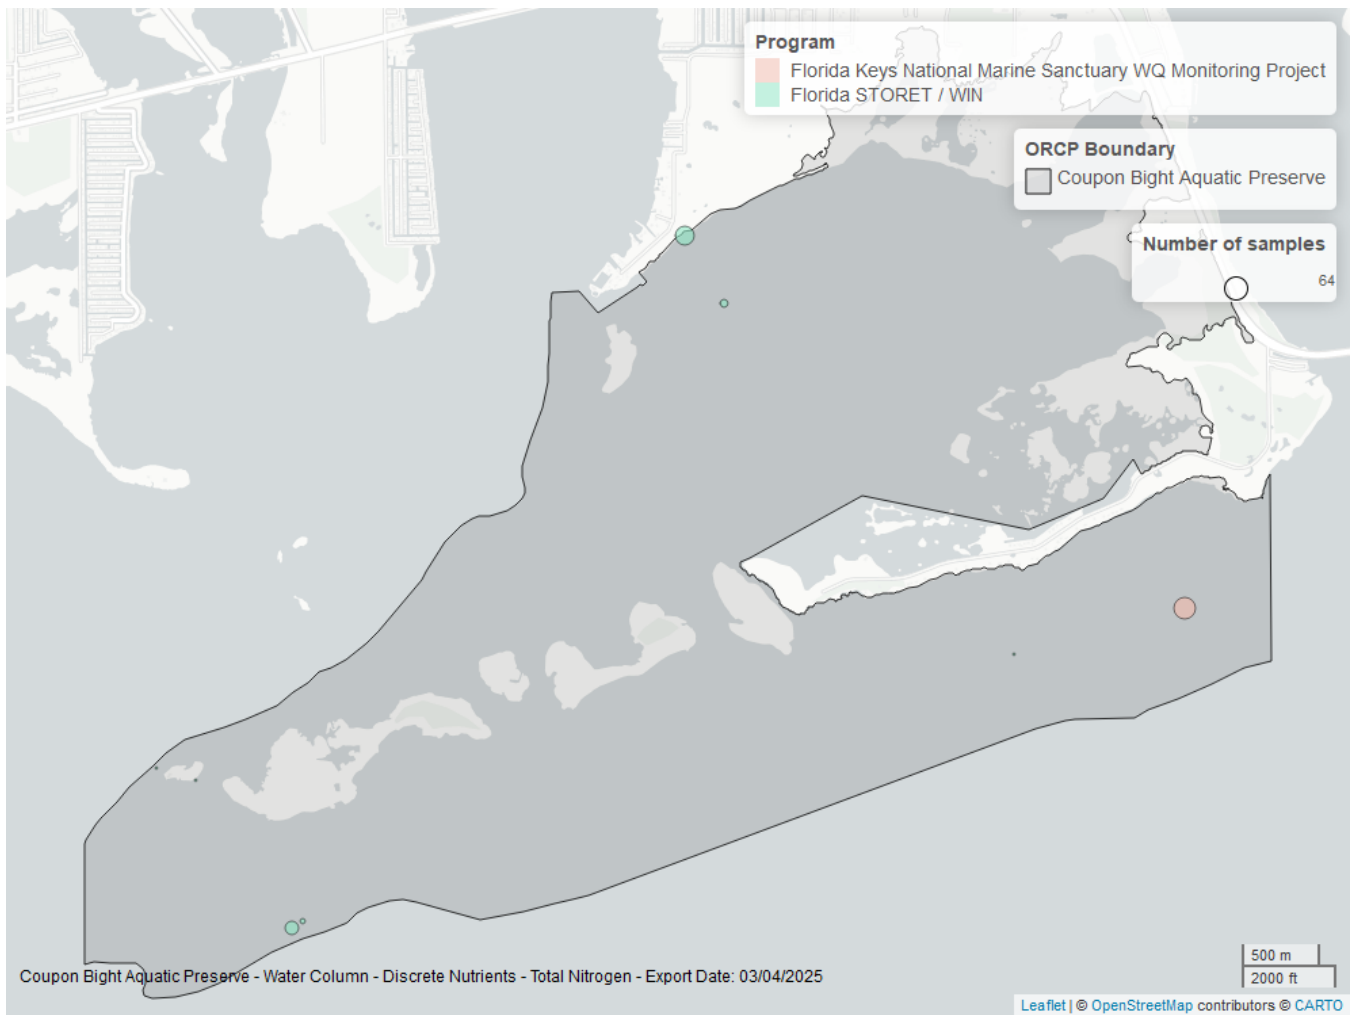 Program
Florida Keys National Marine Sanctuary WQ Monitoring Project
Florida STORET / WIN
ORCP Boundary
Coupon Bight Aquatic Preserve
Number of samples
64
500 m
2000 ft
Coupon Bight Aquatic Preserve - Water Column - Discrete Nutrients - Total Nitrogen - Export Date: 03/04/2025
Leaflet | © OpenStreetMap contributors © CARTO